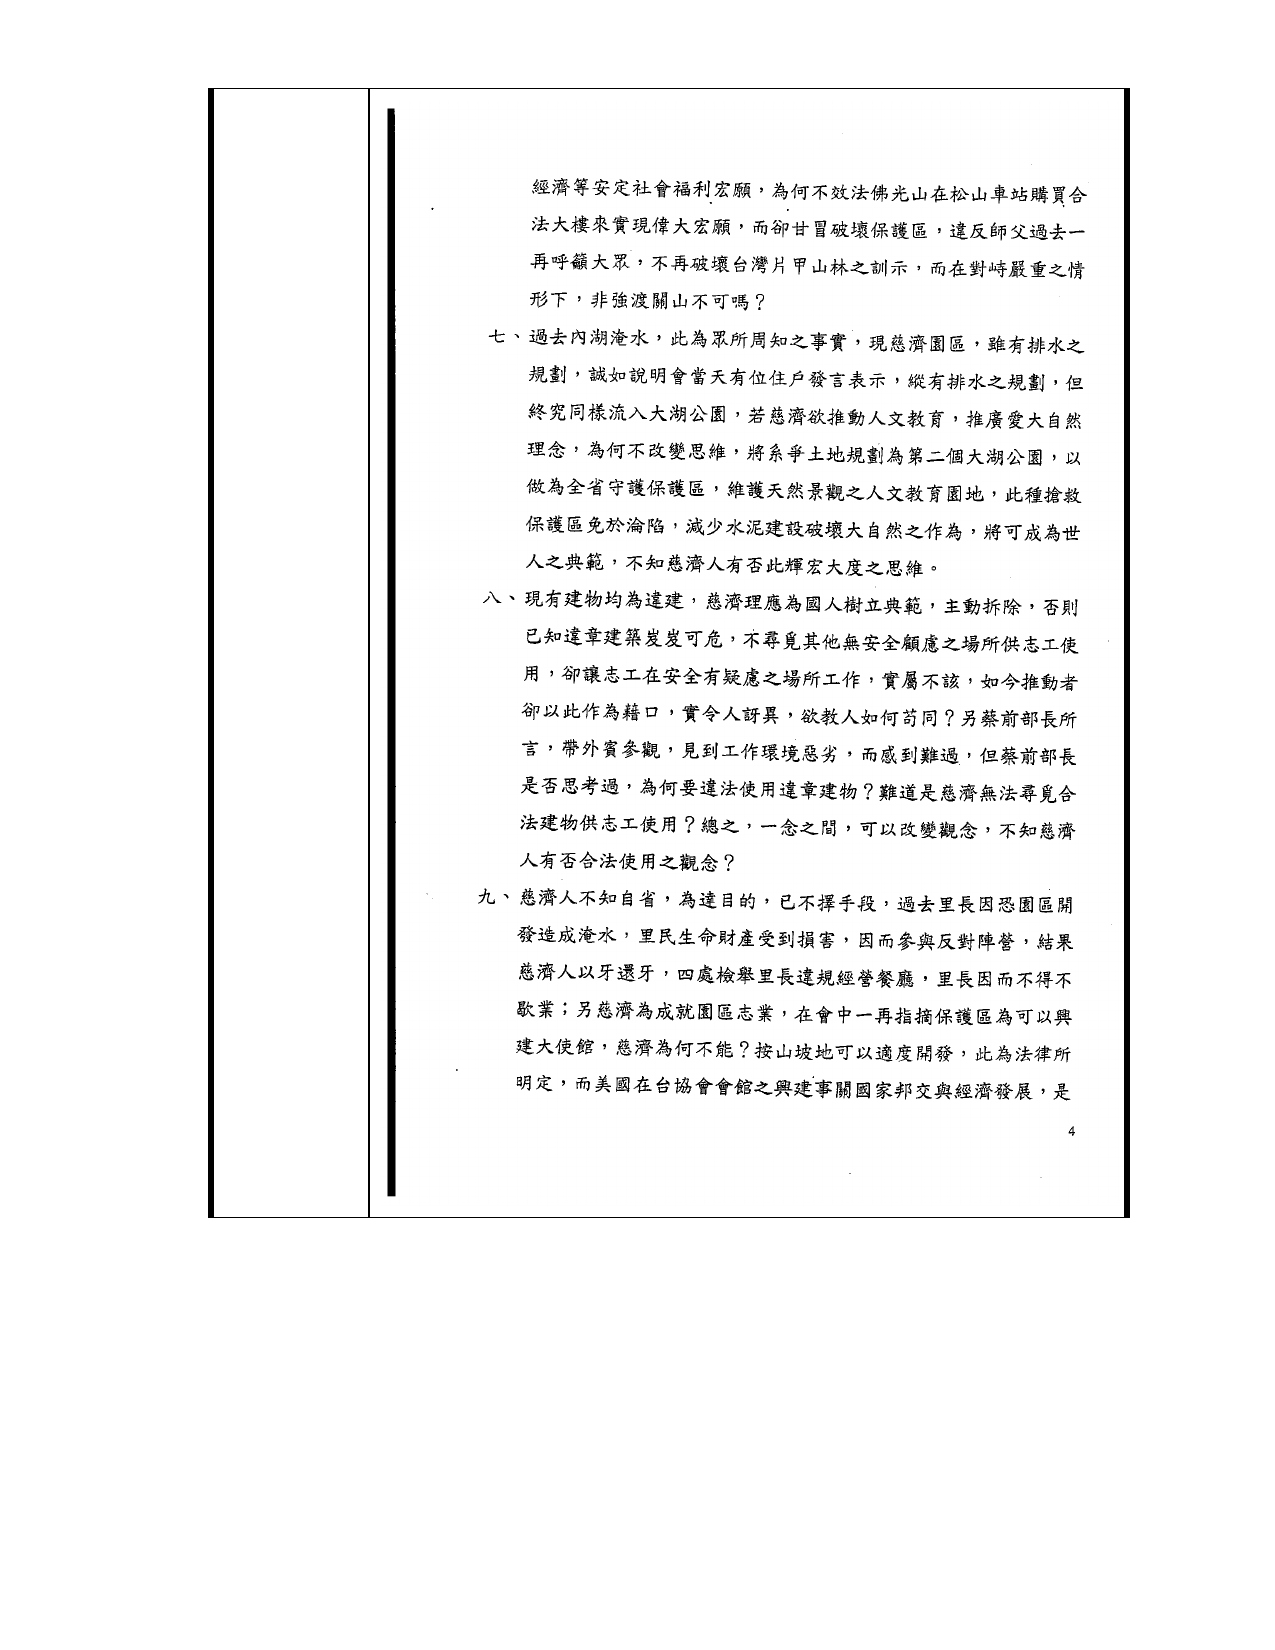 經濟等安定社會福利宏願，為何不效法佛光山在松山車站購買合
法大樓來實現偉大宏願，而卻甘冒破壞保護區，違反師父過去一
再呼籲大眾，不再破壞台灣片甲山林之訓示，而在對峙嚴重之情
形下，非強渡關山不可嗎？
七、過去內湖淹水，此為眾所周知之事實，現慈濟園區，雖有排水之
規劃，誠如說明會當天有位住戶發言表示，縱有排水之規劃，但
終究同樣流入大湖公園，若慈濟欲推動人文教育，推廣愛大自然
理念，為何不改變思維，將系爭土地規劃為第二個大湖公園，以
做為全省守護保護區，維護天然景觀之人文教育園地，此種搶救
保護區免於淪陷，減少水泥建設破壞大自然之作為，將可成為世
人之典範，不知慈濟人有否此輝宏大度之思維。
八、現有建物均為違建，慈濟理應為國人樹立典範，主動拆除，否則
已知違章建築岌岌可危，不尋覓其他無安全顧慮之場所供志工使
用，卻讓志工在安全有疑慮之場所工作，實屬不該，如今推動者
卻以此作為藉口，實令人訝異，欲教人如何苟同？另蔡前部長所
言，帶外賓參觀，見到工作環境惡劣，而感到難過，但蔡前部長
是否思考過，為何要違法使用違章建物？難道是慈濟無法尋覓合
法建物供志工使用？總之，一念之間，可以改變觀念，不知慈濟
人有否合法使用之觀念？
九、慈濟人不知自省，為達目的，已不擇手段，過去里長因恐園區開
發造成淹水，里民生命財產受到損害，因而參與反對陣營，結果
慈濟人以牙還牙，四處檢舉里長違規經營餐廳，里長因而不得不
歇業；另慈濟為成就園區志業，在會中一再指摘保護區為可以興
建大使館，慈濟為何不能？按山坡地可以適度開發，此為法律所
明定，而美國在台協會會館之興建事關國家邦交與經濟發展，是
4